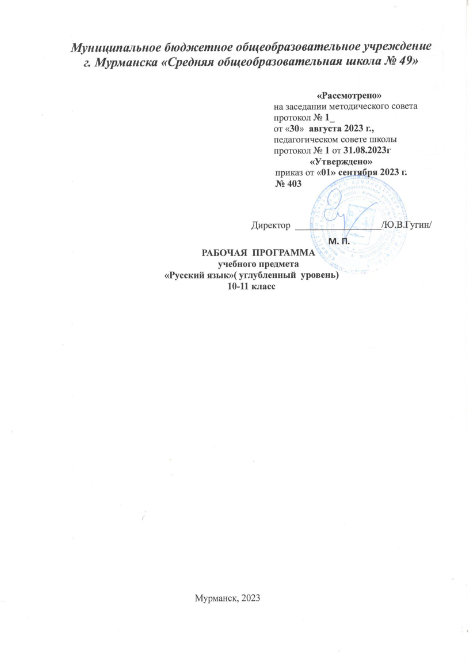 Муниципальное бюджетное общеобразовательное учреждение
г. Мурманска «Средняя общеобразовательная школа № 49»
«Рассмотрено»
на заседании методического совета
протокол № 1_
от «30» августа 2023 г.,
педагогическом совете школы
протокол № 1 от 31.08.2023г
«Утверждено»
приказ от «01» сентября 2023 г.
№ 403
Директор ___________________/Ю.В.Гугин/
М. П.
РАБОЧАЯ ПРОГРАММА
учебного предмета
«Русский язык»( углубленный уровень)
10-11 класс
Мурманск, 2023